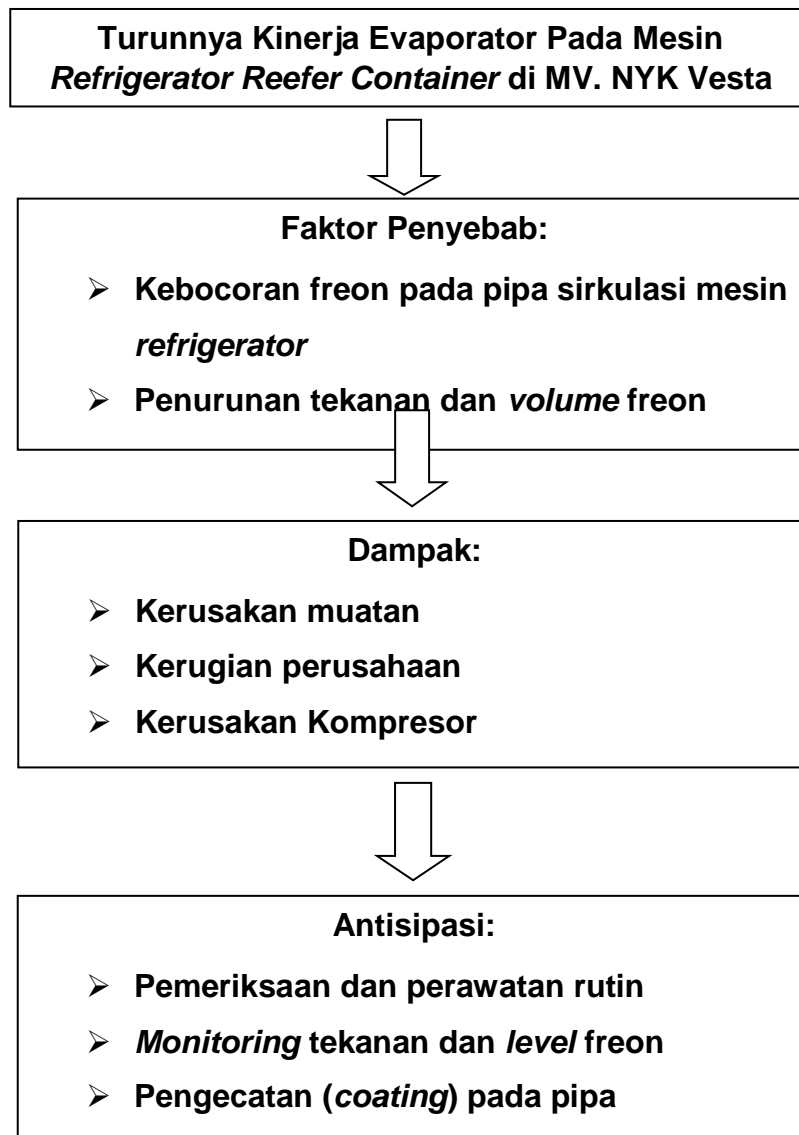 Turunnya Kinerja Evaporator Pada Mesin
Refrigerator Reefer Container di MV. NYK Vesta
Faktor Penyebab:
➢ Kebocoran freon pada pipa sirkulasi mesin
refrigerator
➢ Penurunan tekanan dan volume freon
Dampak:
➢ Kerusakan muatan
➢ Kerugian perusahaan
➢ Kerusakan Kompresor
Antisipasi:
➢ Pemeriksaan dan perawatan rutin
➢ Monitoring tekanan dan level freon
➢ Pengecatan (coating) pada pipa